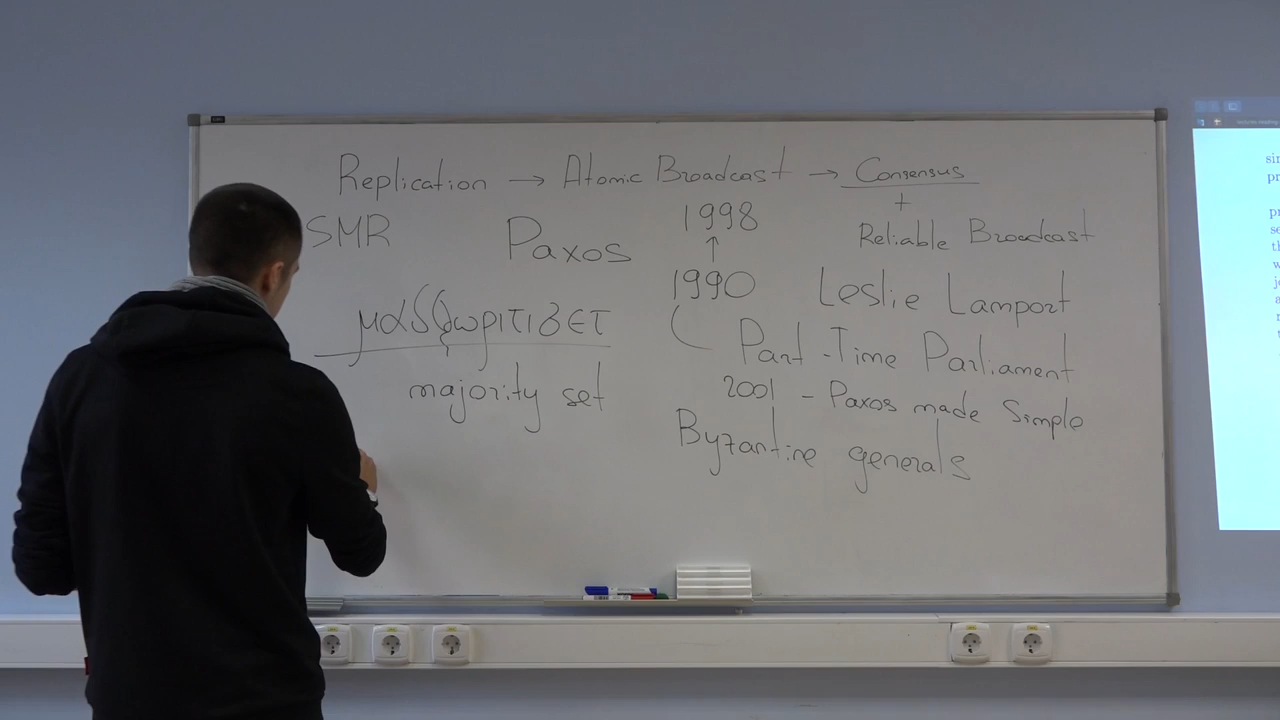 Replication → Atomic Broadcast → Consensus
+
SMR
Paxos
1998
↑
1990
Reliable Broadcast
Leslie Lamport
μαδζωριτιβετ
majority set
Part-Time Parliament
2001 - Paxos made Simple
Byzantine generals